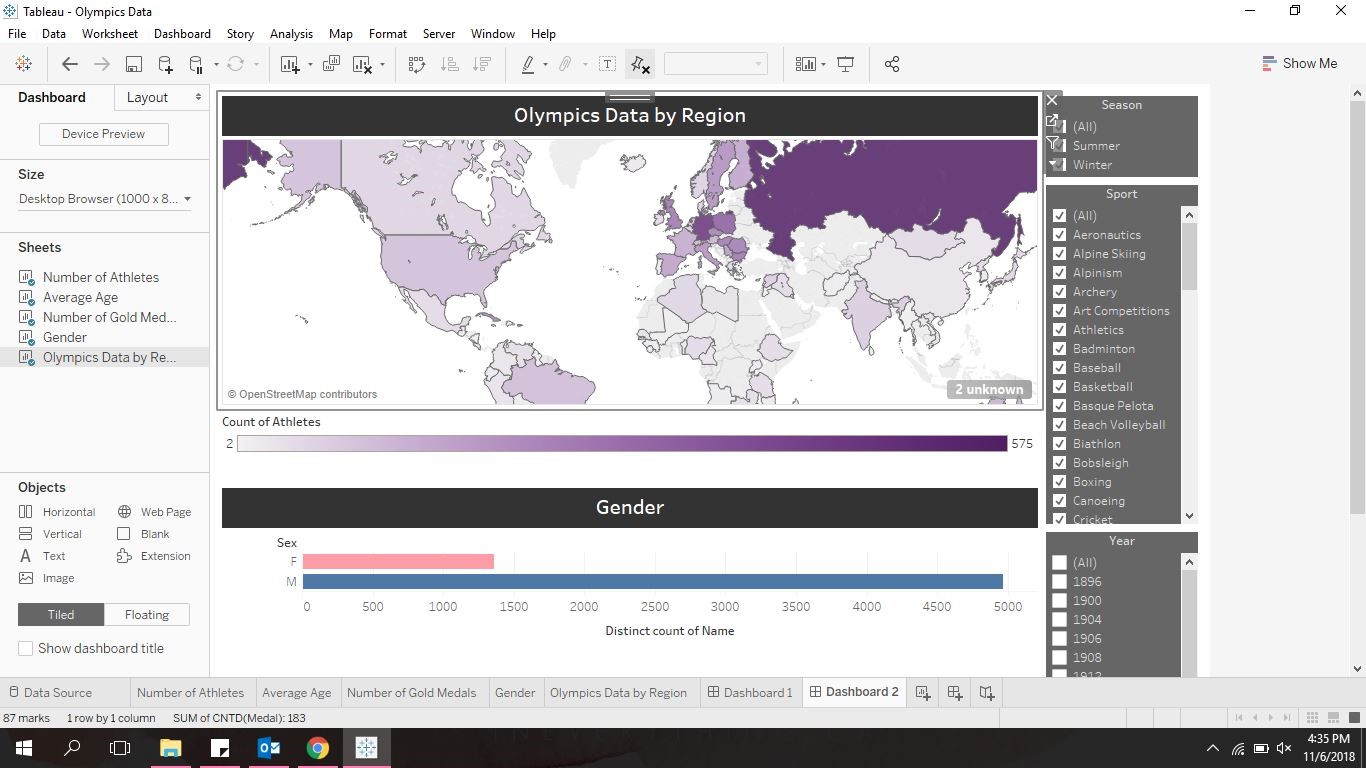 Tableau - Olympics Data
File Data Worksheet Dashboard Story Analysis Map Format Server Window Help
Show Me
Dashboard Layout
Device Preview
Size
Desktop Browser (1000 x 8...
Sheets
Number of Athletes
Average Age
Number of Gold Med...
Gender
Olympics Data by Re...
Objects
Horizontal Web Page
Vertical Blank
A Text Extension
Image
Tiled Floating
Show dashboard title
Olympics Data by Region
© OpenStreetMap contributors
2 unknown
Count of Athletes
2 575
Gender
Sex
F
M
0 500 1000 1500 2000 2500 3000 3500 4000 4500 5000
Distinct count of Name
Season
(All)
Summer
Winter
Sport
(All)
Aeronautics
Alpine Skiing
Alpinism
Archery
Art Competitions
Athletics
Badminton
Baseball
Basketball
Basque Pelota
Beach Volleyball
Biathlon
Bobsleigh
Boxing
Canoeing
Cricket
Year
(All)
1896
1900
1904
1906
1908
1912
Data Source Number of Athletes Average Age Number of Gold Medals Gender Olympics Data by Region Dashboard 1 Dashboard 2
87 marks 1 row by 1 column SUM of CNTD(Medal): 183
4:35 PM
11/6/2018